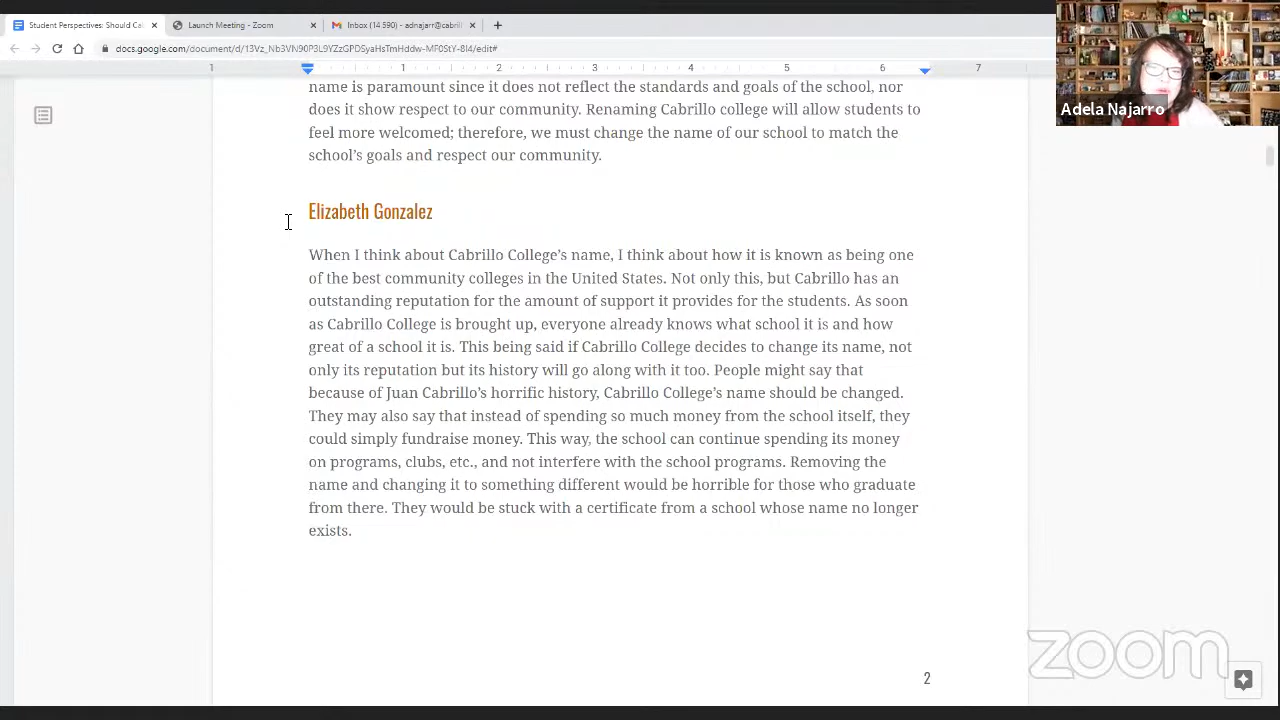 Student Perspectives: Should Ca
Launch Meeting - Zoom
Inbox (14,590) - adnajarr@cabril
docs.google.com/document/d/
1 1 2 3 4 5 6 7
Adela Najarro
name is paramount since it does not reflect the standards and goals of the school, nor
does it show respect to our community. Renaming Cabrillo college will allow students to
feel more welcomed; therefore, we must change the name of our school to match the
school's goals and respect our community.
Elizabeth Gonzalez
When I think about Cabrillo College's name, I think about how it is known as being one
of the best community colleges in the United States. Not only this, but Cabrillo has an
outstanding reputation for the amount of support it provides for the students. As soon
as Cabrillo College is brought up, everyone already knows what school it is and how
great of a school it is. This being said if Cabrillo College decides to change its name, not
only its reputation but its history will go along with it too. People might say that
because of Juan Cabrillo's horrific history, Cabrillo College's name should be changed.
They may also say that instead of spending so much money from the school itself, they
could simply fundraise money. This way, the school can continue spending its money
on programs, clubs, etc., and not interfere with the school programs. Removing the
name and changing it to something different would be horrible for those who graduate
from there. They would be stuck with a certificate from a school whose name no longer
exists.
zoom
2